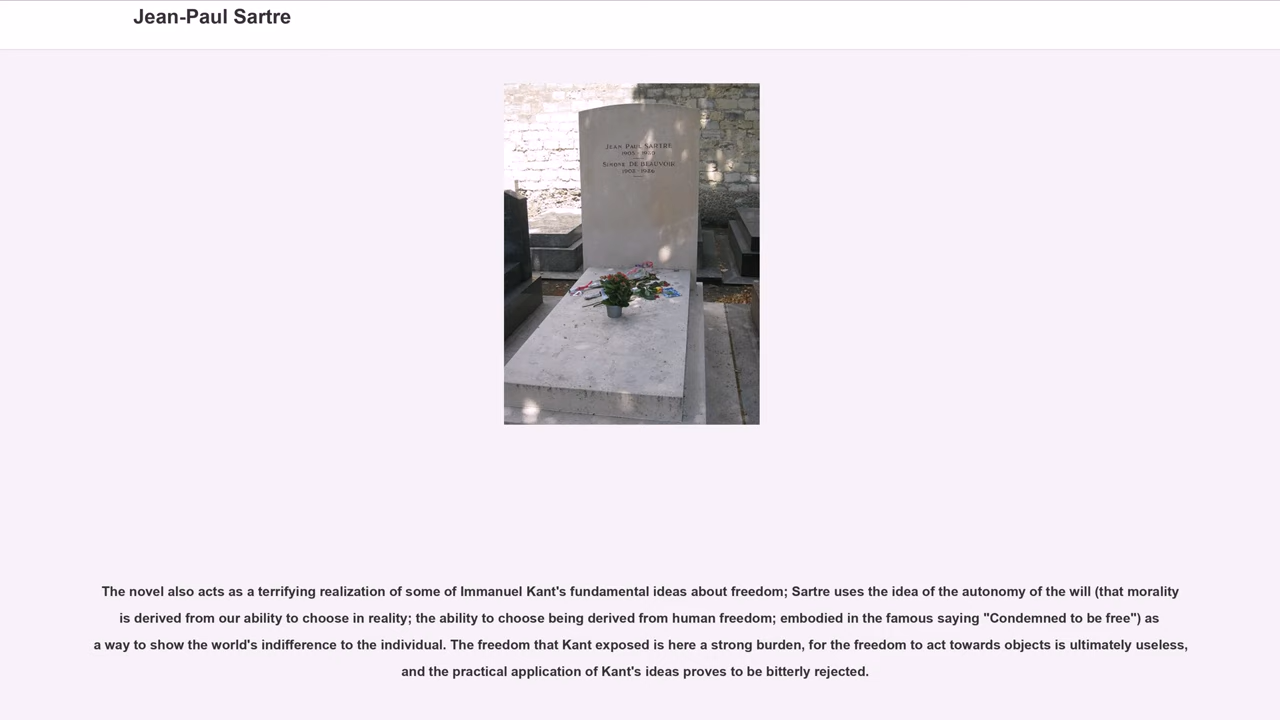 Jean-Paul Sartre
JEAN PAUL SARTRE
1905-1980
SIMONE DE BEAUVOIR
1908-1986
The novel also acts as a terrifying realization of some of Immanuel Kant's fundamental ideas about freedom; Sartre uses the idea of the autonomy of the will (that morality
is derived from our ability to choose in reality; the ability to choose being derived from human freedom; embodied in the famous saying "Condemned to be free") as
a way to show the world's indifference to the individual. The freedom that Kant exposed is here a strong burden, for the freedom to act towards objects is ultimately useless,
and the practical application of Kant's ideas proves to be bitterly rejected.